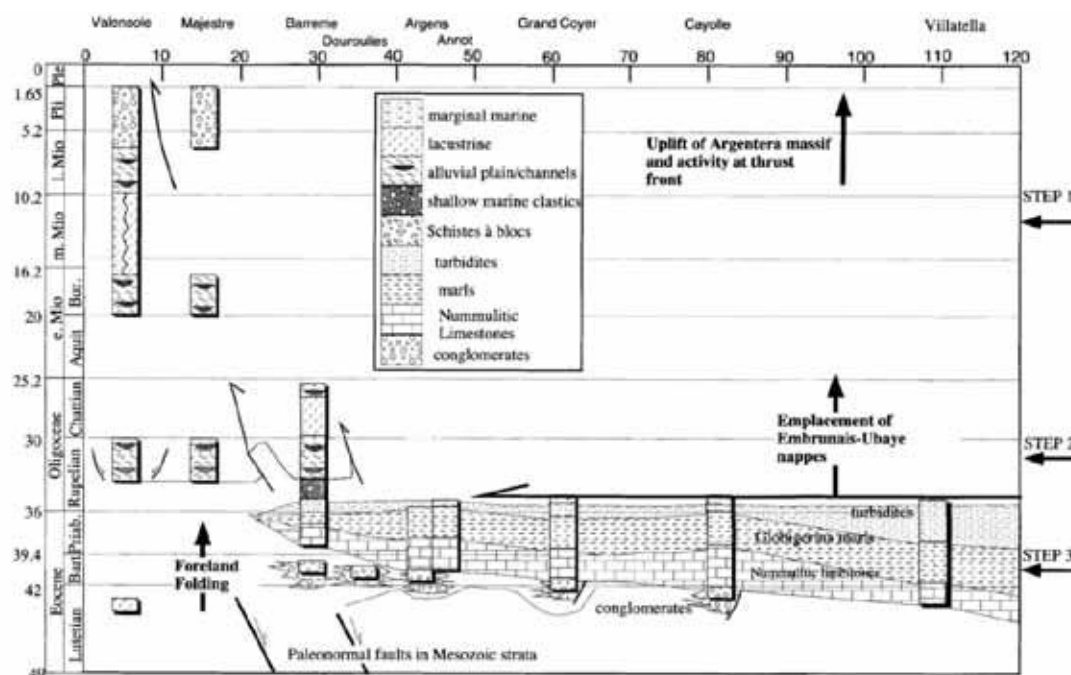 Valensole Majestre Barreme Argens Grand Coyer Cayolle Villatella
Douroulies Annot
0 10 20 30 40 50 60 70 80 90 100 110 120
0
Ple
1.65
Pli
5.2
l. Mio
10.2
m. Mio
16.2
e. Mio
Bur.
20
Aquit
25.2
Oligocene
Chattian
30
Rupelian
36
Eocene
Priab.
39.4
Bart
42
Lutetian
49
marginal marine
lacustrine
alluvial plain/channels
shallow marine clastics
Schistes à blocs
turbidites
marls
Nummulitic
Limestones
conglomerates
Uplift of Argentera massif
and activity at thrust
front
STEP 1
Emplacement of
Embrunais-Ubaye
nappes
STEP 2
turbidites
Globigerina marls
STEP 3
Nummulitic limestones
Foreland
Folding
conglomerates
Paleonormal faults in Mesozoic strata